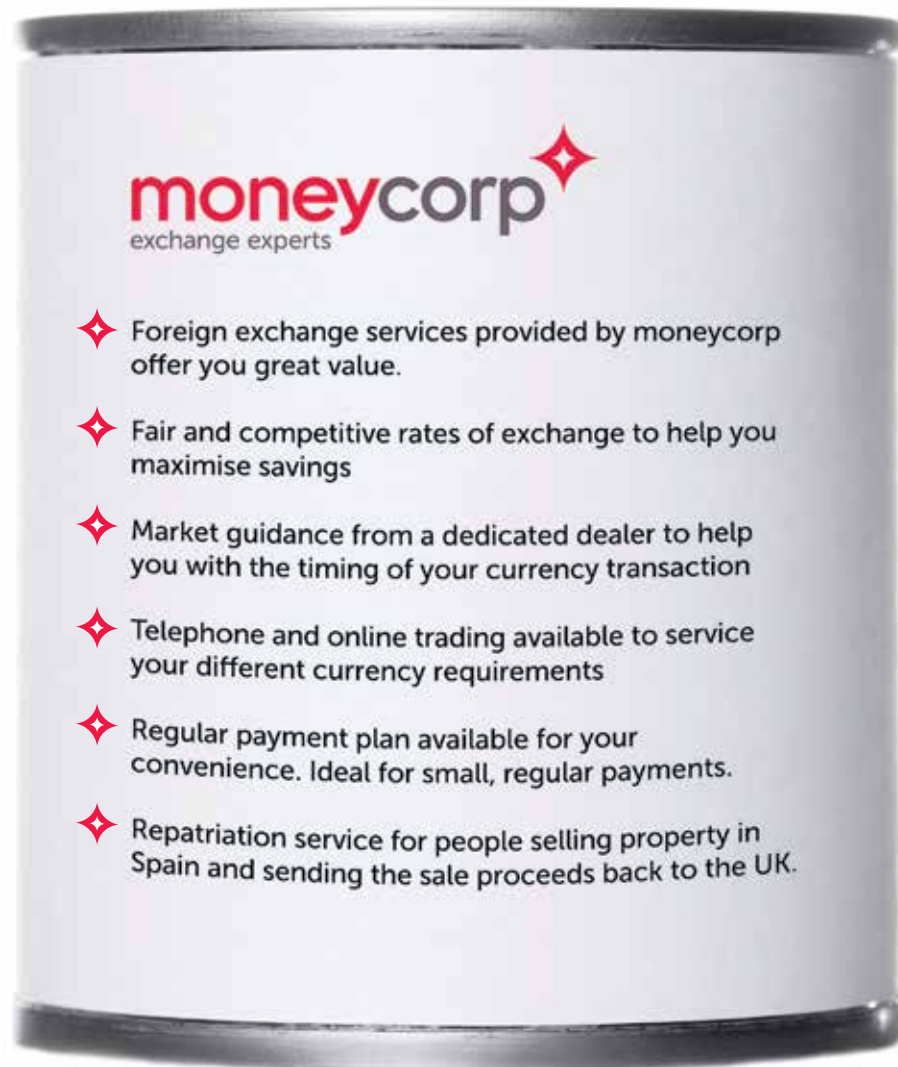 moneycorp
exchange experts
Foreign exchange services provided by moneycorp
offer you great value.
Fair and competitive rates of exchange to help you
maximise savings
Market guidance from a dedicated dealer to help
you with the timing of your currency transaction
Telephone and online trading available to service
your different currency requirements
Regular payment plan available for your
convenience. Ideal for small, regular payments.
Repatriation service for people selling property in
Spain and sending the sale proceeds back to the UK.